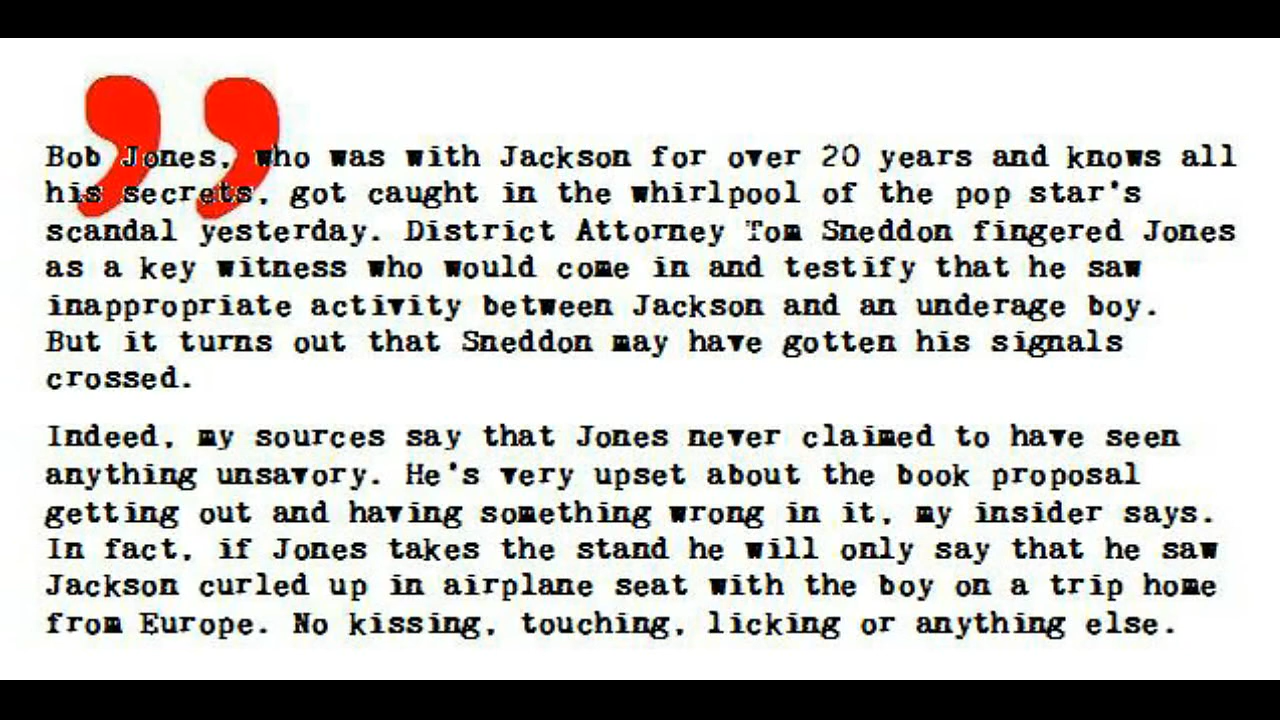 Bob Jones, who was with Jackson for over 20 years and knows all
his secrets, got caught in the whirlpool of the pop star's
scandal yesterday. District Attorney Tom Sneddon fingered Jones
as a key witness who would come in and testify that he saw
inappropriate activity between Jackson and an underage boy.
But it turns out that Sneddon may have gotten his signals
crossed.
Indeed, my sources say that Jones never claimed to have seen
anything unsavory. He's very upset about the book proposal
getting out and having something wrong in it, my insider says.
In fact, if Jones takes the stand he will only say that he saw
Jackson curled up in airplane seat with the boy on a trip home
from Europe. No kissing, touching, licking or anything else.